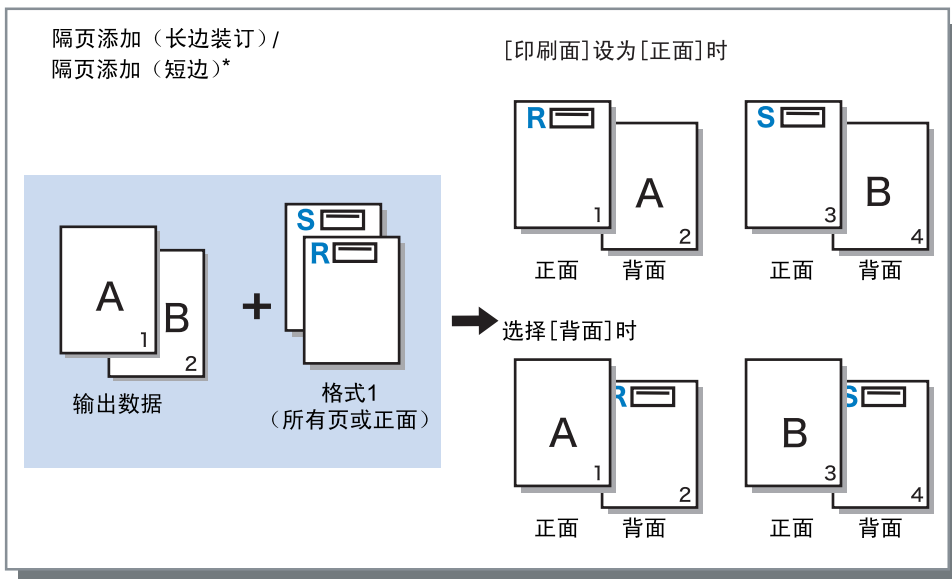 隔页添加（长边装订）/
隔页添加（短边）*
A
1
B
2
输出数据
+
S
R
格式1
（所有页或正面）
[印刷面]设为[正面]时
R
1
A
2
正面
背面
S
3
B
4
正面
背面
选择[背面]时
A
1
R
2
正面
背面
B
3
S
4
正面
背面